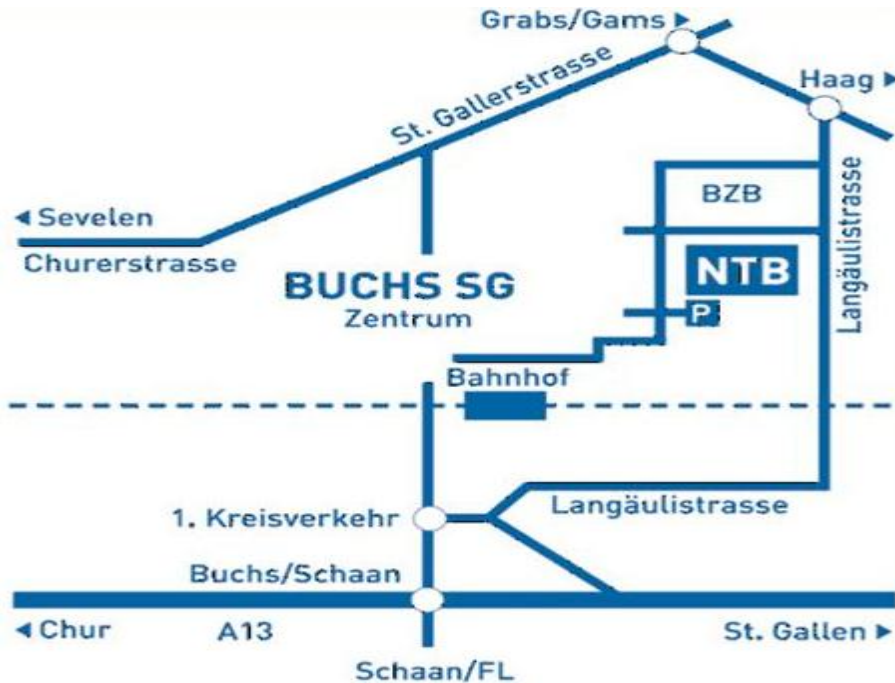 Grabs/Gams ►
St. Gallerstrasse
Haag ►
BZB
Langäulistrasse
◄ Sevelen
Churerstrasse
NTB
BUCHS SG
Zentrum
P
Bahnhof
Langäulistrasse
1. Kreisverkehr
Buchs/Schaan
◄ Chur A13 St. Gallen ►
Schaan/FL